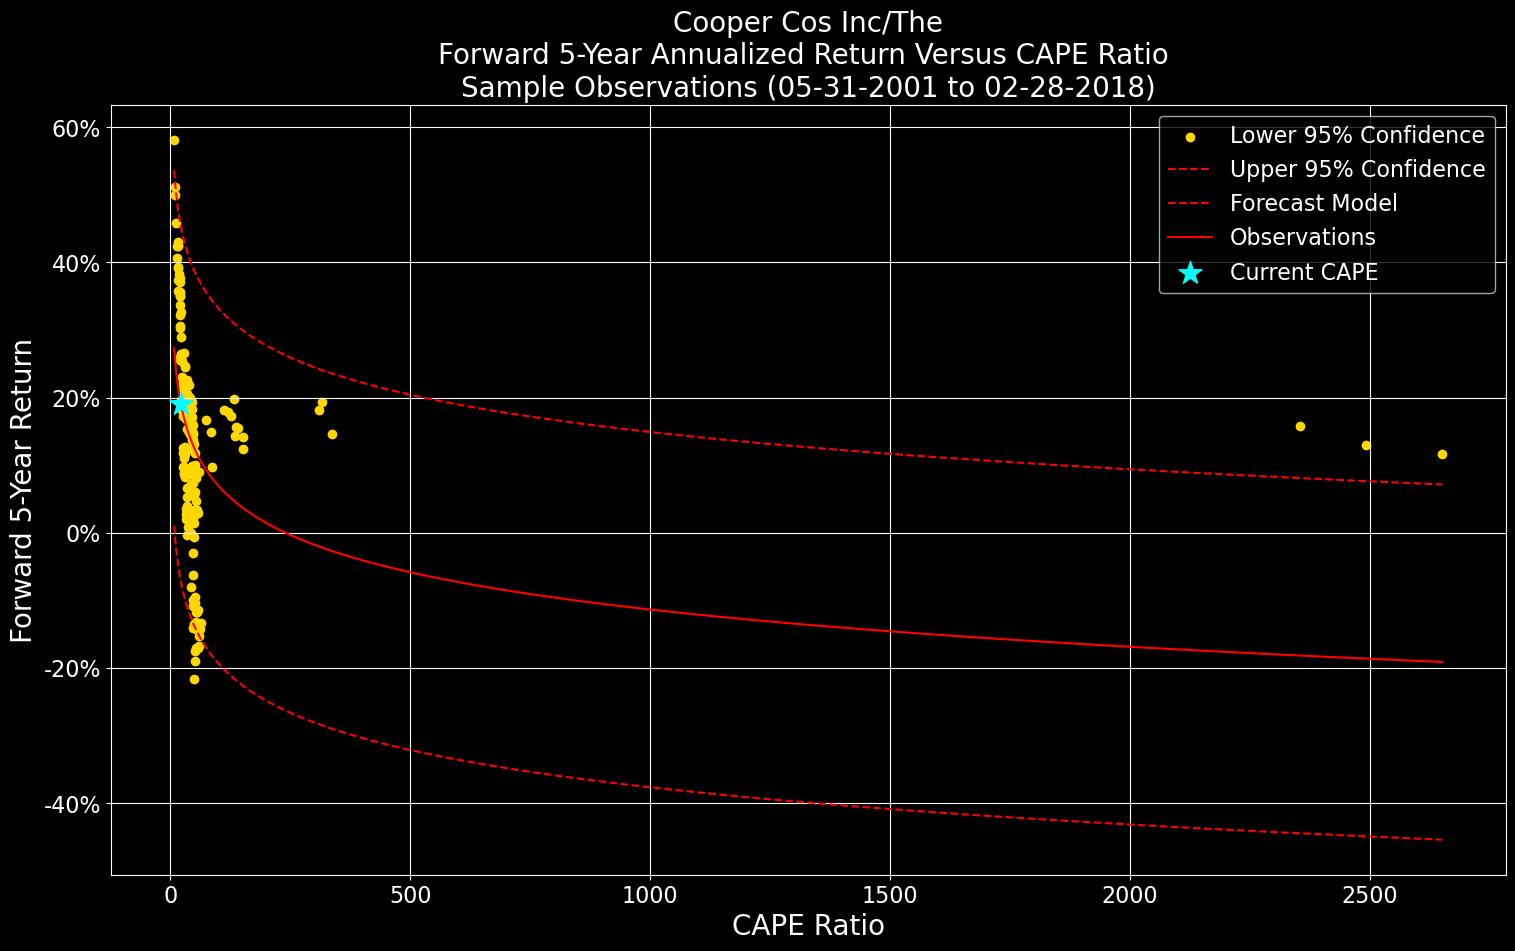 Cooper Cos Inc/The
Forward 5-Year Annualized Return Versus CAPE Ratio
Sample Observations (05-31-2001 to 02-28-2018)
Lower 95% Confidence
Upper 95% Confidence
Forecast Model
Observations
Current CAPE
Forward 5-Year Return
60%
40%
20%
0%
-20%
-40%
0 500 1000 1500 2000 2500
CAPE Ratio